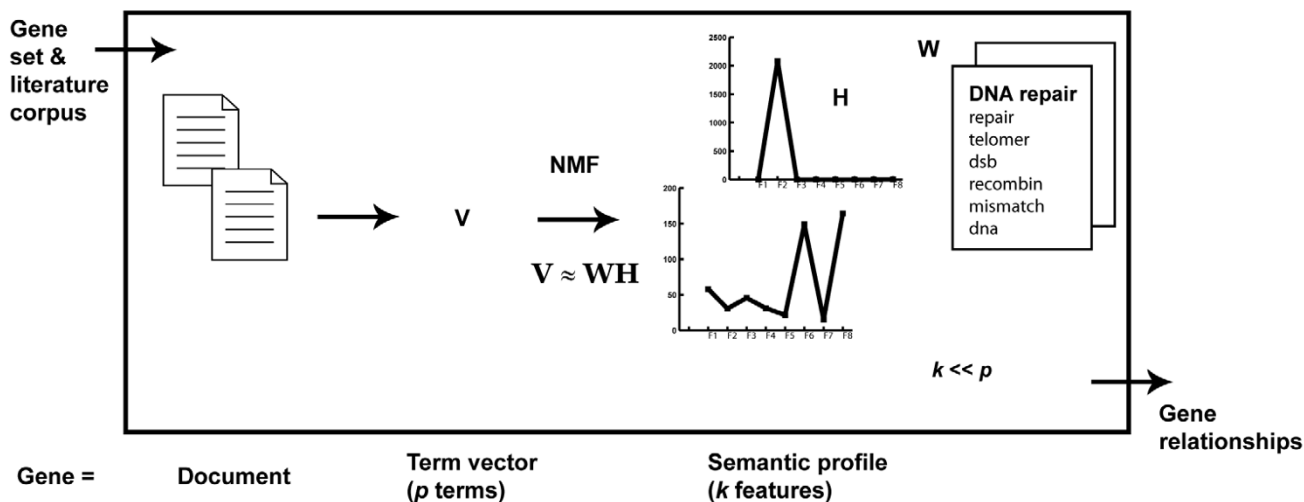 Gene
set &
literature
corpus
V
NMF
V ≈ WH
2500
2000
1500
1000
500
0
F1 F2 F3 F4 F5 F6 F7 F8
H
200
150
100
50
0
F1 F2 F3 F4 F5 F6 F7 F8
W
DNA repair
repair
telomer
dsb
recombin
mismatch
dna
k << p
Gene
relationships
Gene =
Document
Term vector
(p terms)
Semantic profile
(k features)